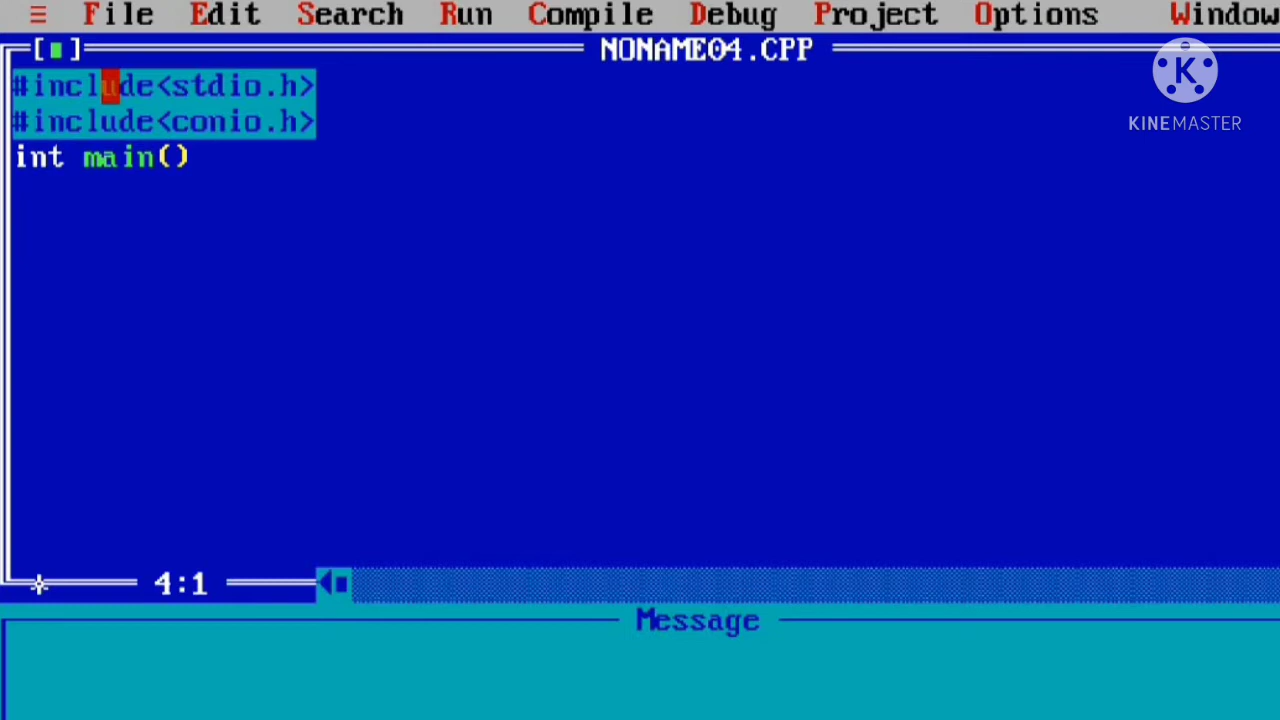 ≡ File Edit Search Run Compile Debug Project Options Window
[■] NONAME04.CPP
K
KINEMASTER
#include<stdio.h>
#include<conio.h>
int main()
4:1
Message